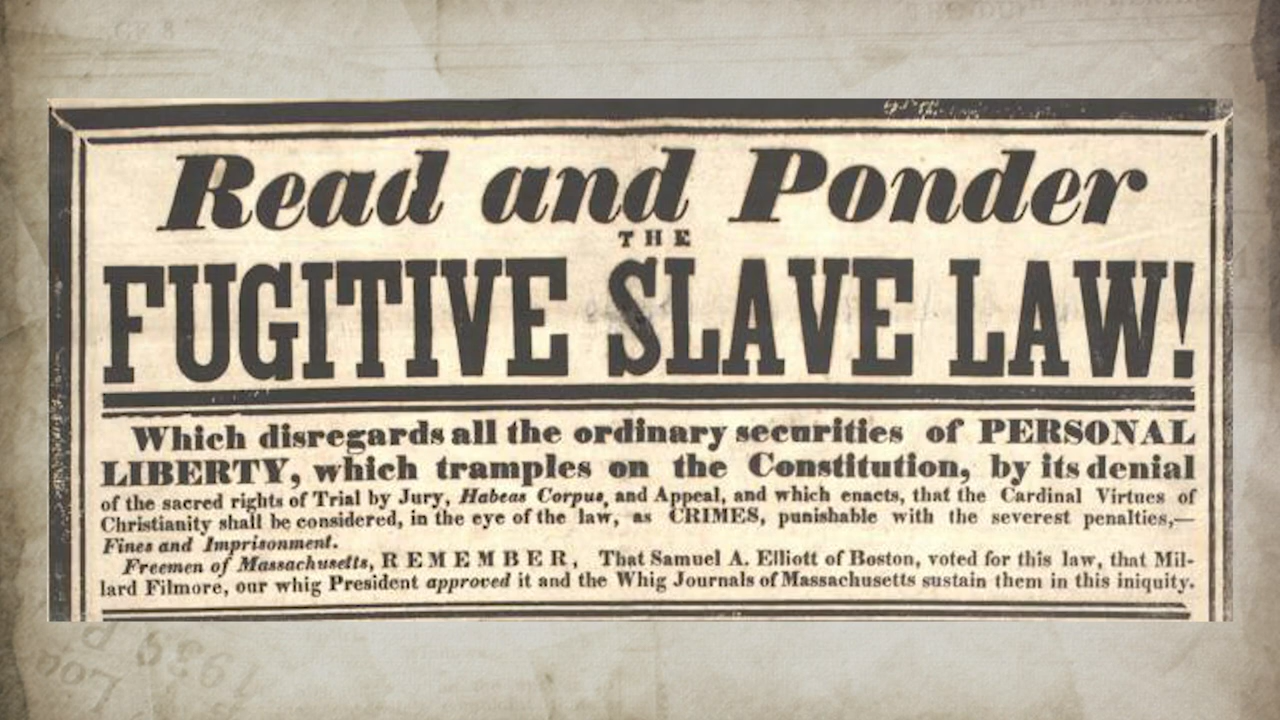 Read and Ponder
THE
FUGITIVE SLAVE LAW!
Which disregards all the ordinary securities of PERSONAL
LIBERTY, which tramples on the Constitution, by its denial
of the sacred rights of Trial by Jury, Habeas Corpus, and Appeal, and which enacts, that the Cardinal Virtues of
Christianity shall be considered, in the eye of the law, as CRIMES, punishable with the severest penalties,—
Fines and Imprisonment.
Freemen of Massachusetts, REMEMBER, That Samuel A. Elliott of Boston, voted for this law, that Mil-
lard Filmore, our whig President approved it and the Whig Journals of Massachusetts sustain them in this iniquity.